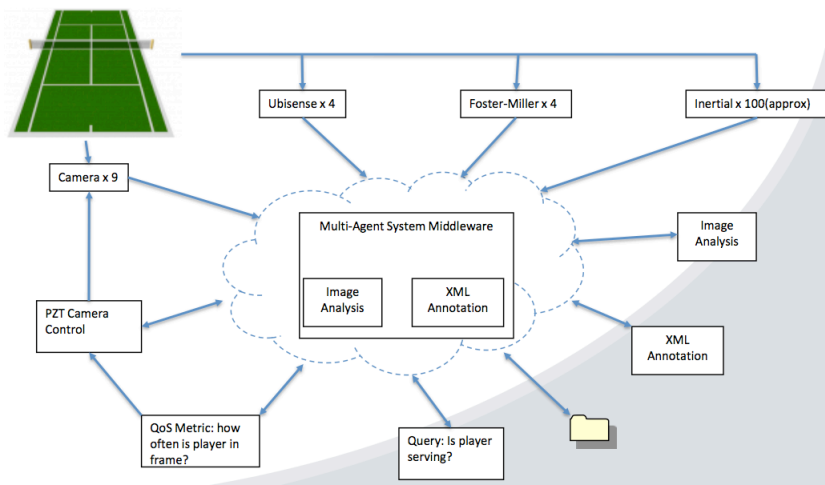 Ubisense x 4
Foster-Miller x 4
Inertial x 100(approx)
Camera x 9
Multi-Agent System Middleware
Image
Analysis
XML
Annotation
Image
Analysis
PZT Camera
Control
XML
Annotation
QoS Metric: how
often is player in
frame?
Query: Is player
serving?